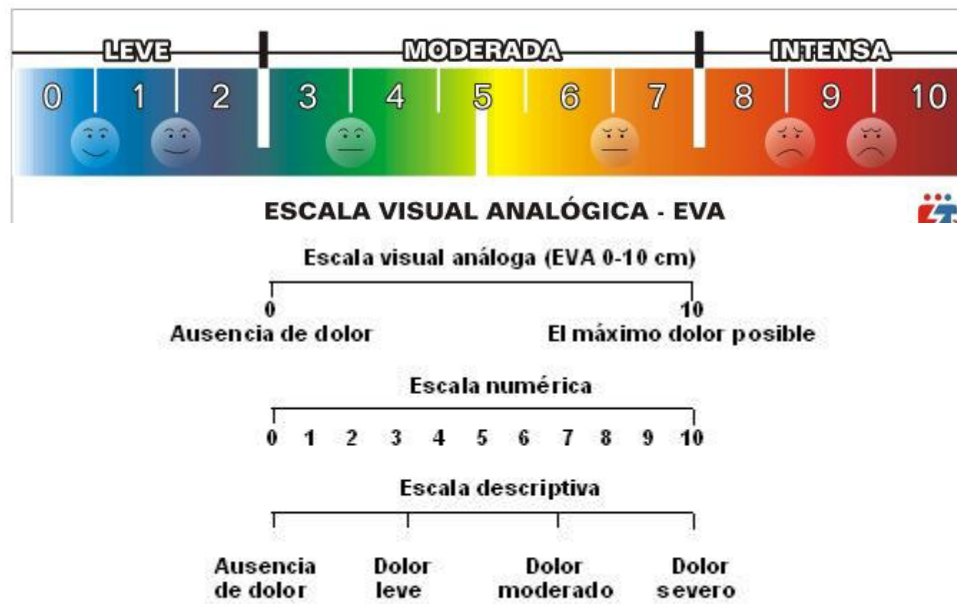 LEVE MODERADA INTENSA
0 1 2 3 4 5 6 7 8 9 10
ESCALA VISUAL ANALÓGICA - EVA
Escala visual análoga (EVA 0-10 cm)
0 10
Ausencia de dolor El máximo dolor posible
Escala numérica
0 1 2 3 4 5 6 7 8 9 10
Escala descriptiva
Ausencia Dolor Dolor Dolor
de dolor leve moderado severo